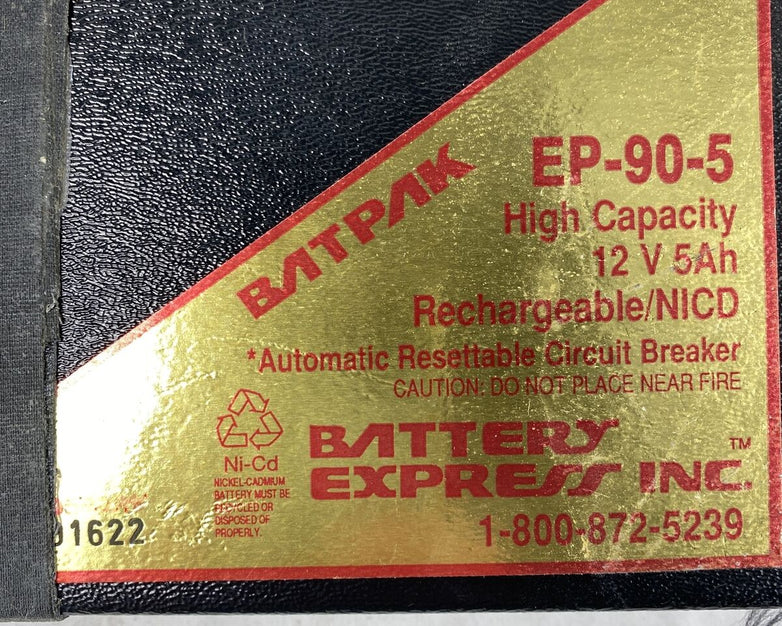 BATPAK
EP-90-5
High Capacity
12 V 5Ah
Rechargeable/NICD
*Automatic Resettable Circuit Breaker
CAUTION: DO NOT PLACE NEAR FIRE
Ni-Cd
NICKEL-CADMIUM
BATTERY MUST BE
RECYCLED OR
DISPOSED OF
PROPERLY.
BATTERY ™
EXPRESS INC.
1-800-872-5239
01622